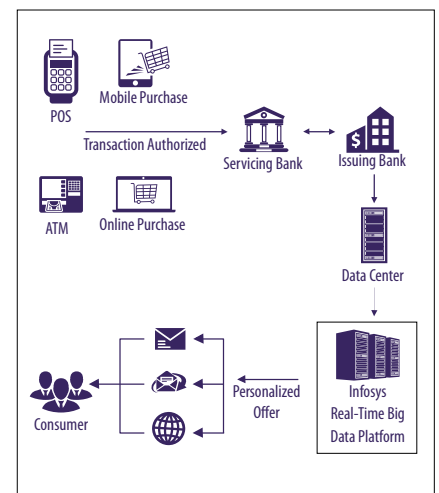 Mobile Purchase
POS
Transaction Authorized
Servicing Bank
Issuing Bank
$
ATM
Online Purchase
Data Center
Personalized
Offer
Consumer
Infosys
Real-Time Big
Data Platform